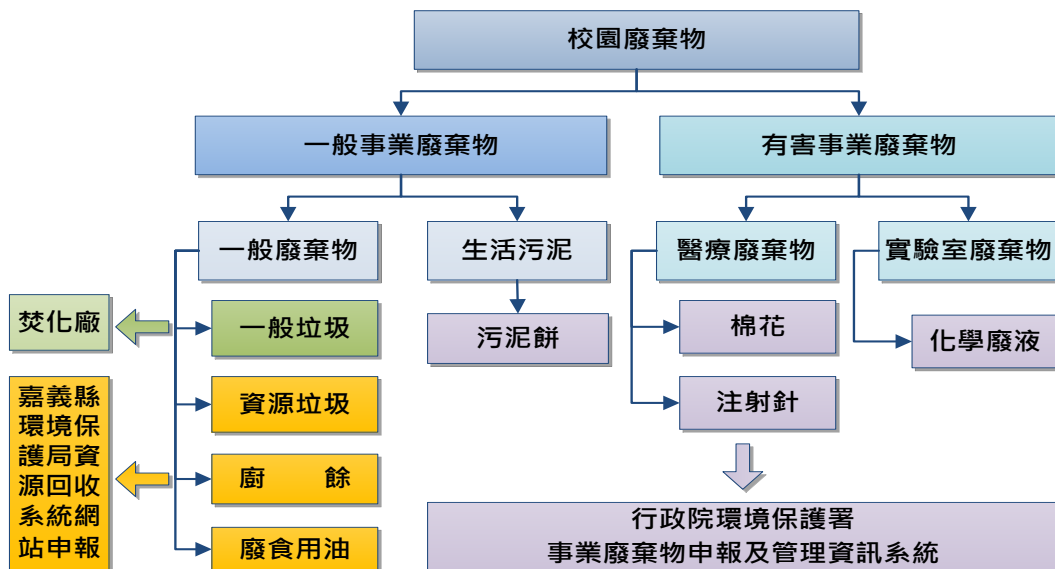 校園廢棄物
一般事業廢棄物
有害事業廢棄物
一般廢棄物
生活污泥
醫療廢棄物
實驗室廢棄物
焚化廠
一般垃圾
污泥餅
棉花
化學廢液
嘉義縣
環境保
護局資
源回收
系統網
站申報
資源垃圾
注射針
廚 餘
廢食用油
行政院環境保護署
事業廢棄物申報及管理資訊系統